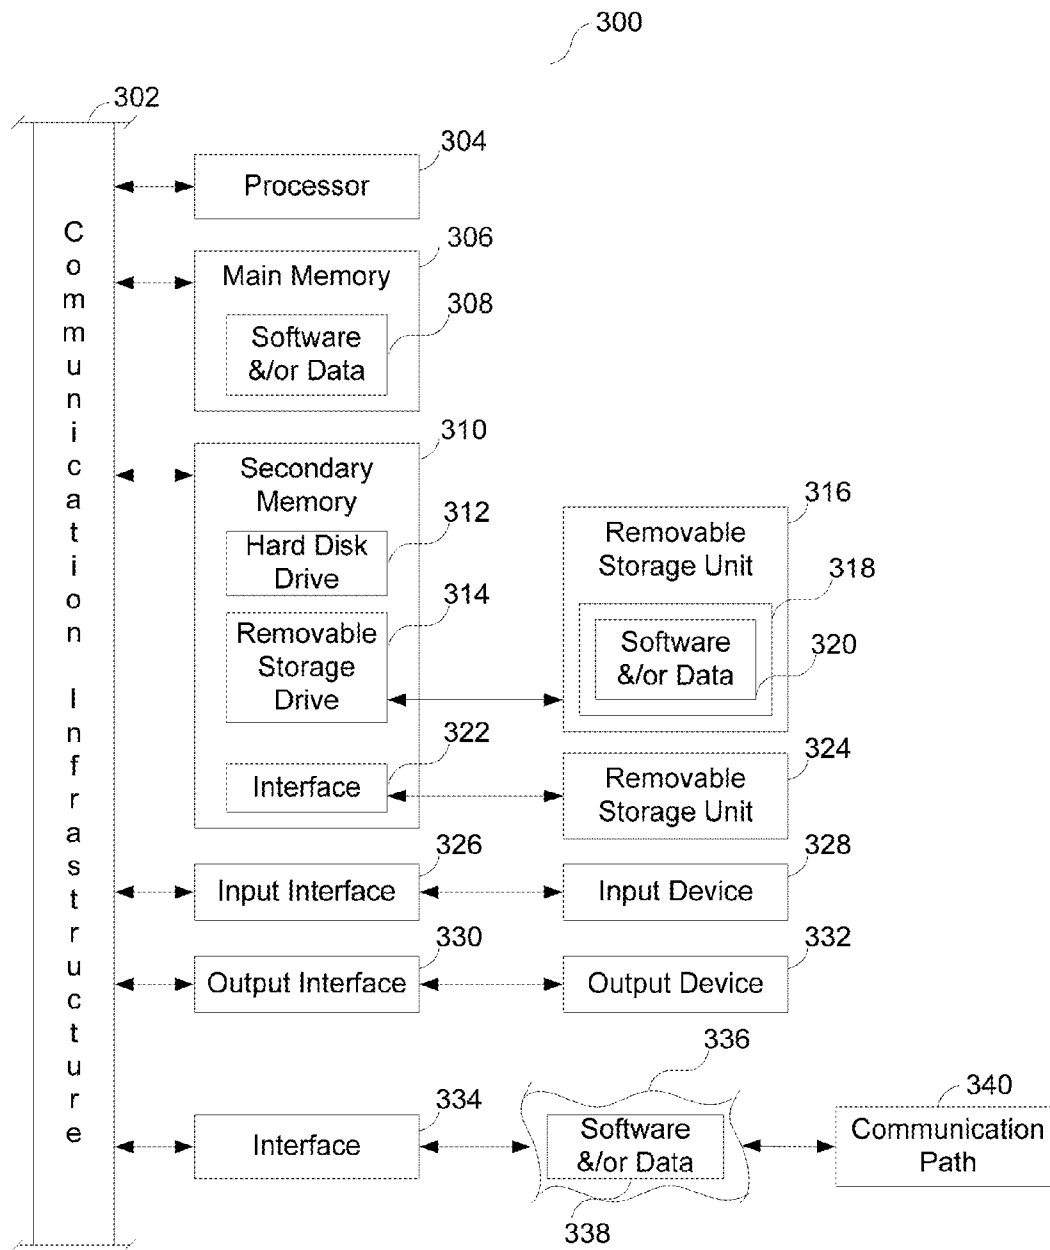 300
302
Communication Infrastructure
304
Processor
306
Main Memory
308
Software
&/or Data
310
Secondary
Memory
312
Hard Disk
Drive
314
Removable
Storage
Drive
316
Removable
Storage Unit
318
Software
&/or Data
320
322
Interface
324
Removable
Storage Unit
326
Input Interface
328
Input Device
330
Output Interface
332
Output Device
334
Interface
336
Software
&/or Data
338
340
Communication
Path